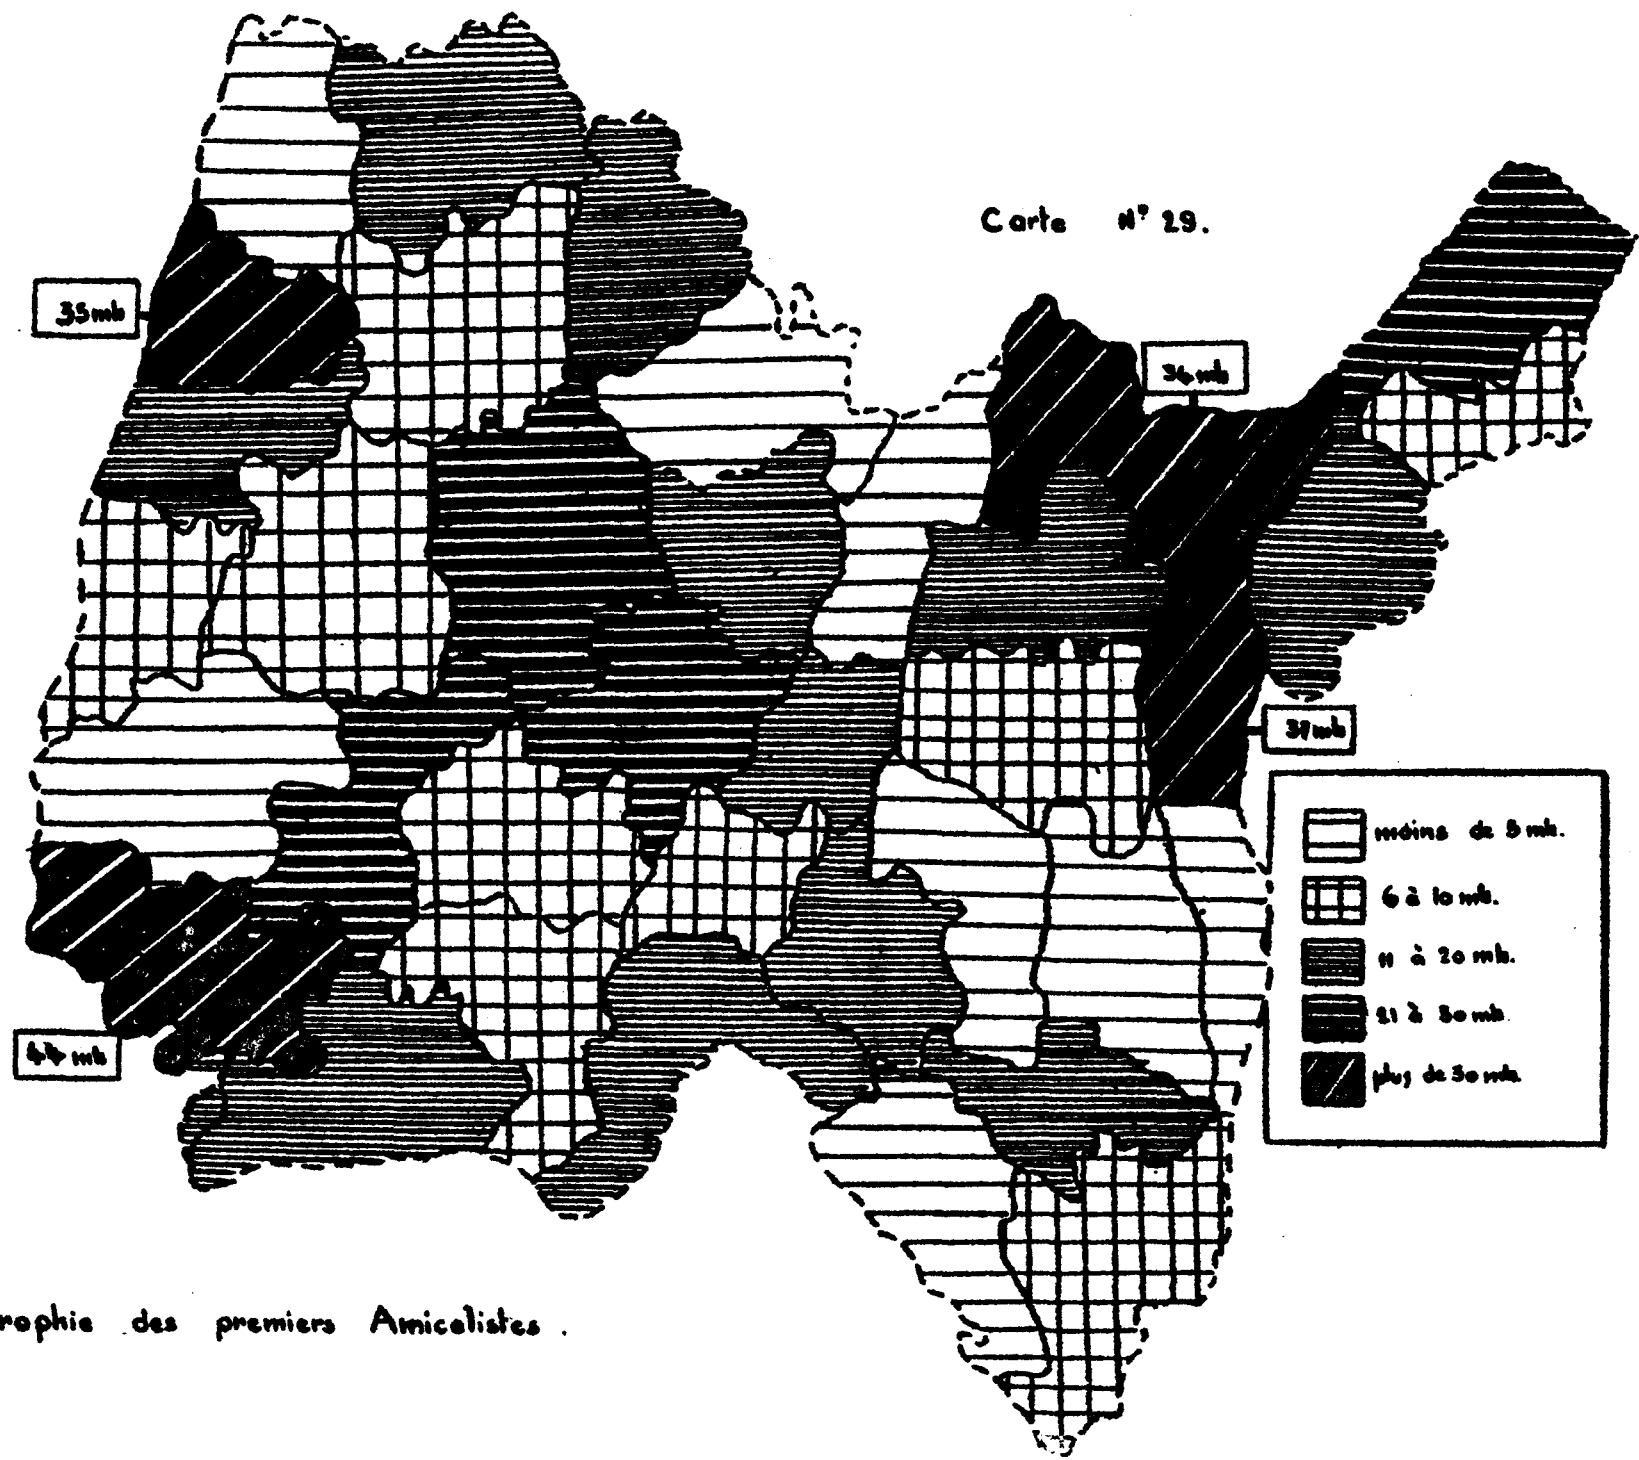 Carte N° 29.
35 mb
36 mb
37 mb
moins de 5 mb.
6 à 10 mb.
11 à 20 mb.
21 à 30 mb.
plus de 30 mb.
44 mb
rophie des premiers Amicalistes.